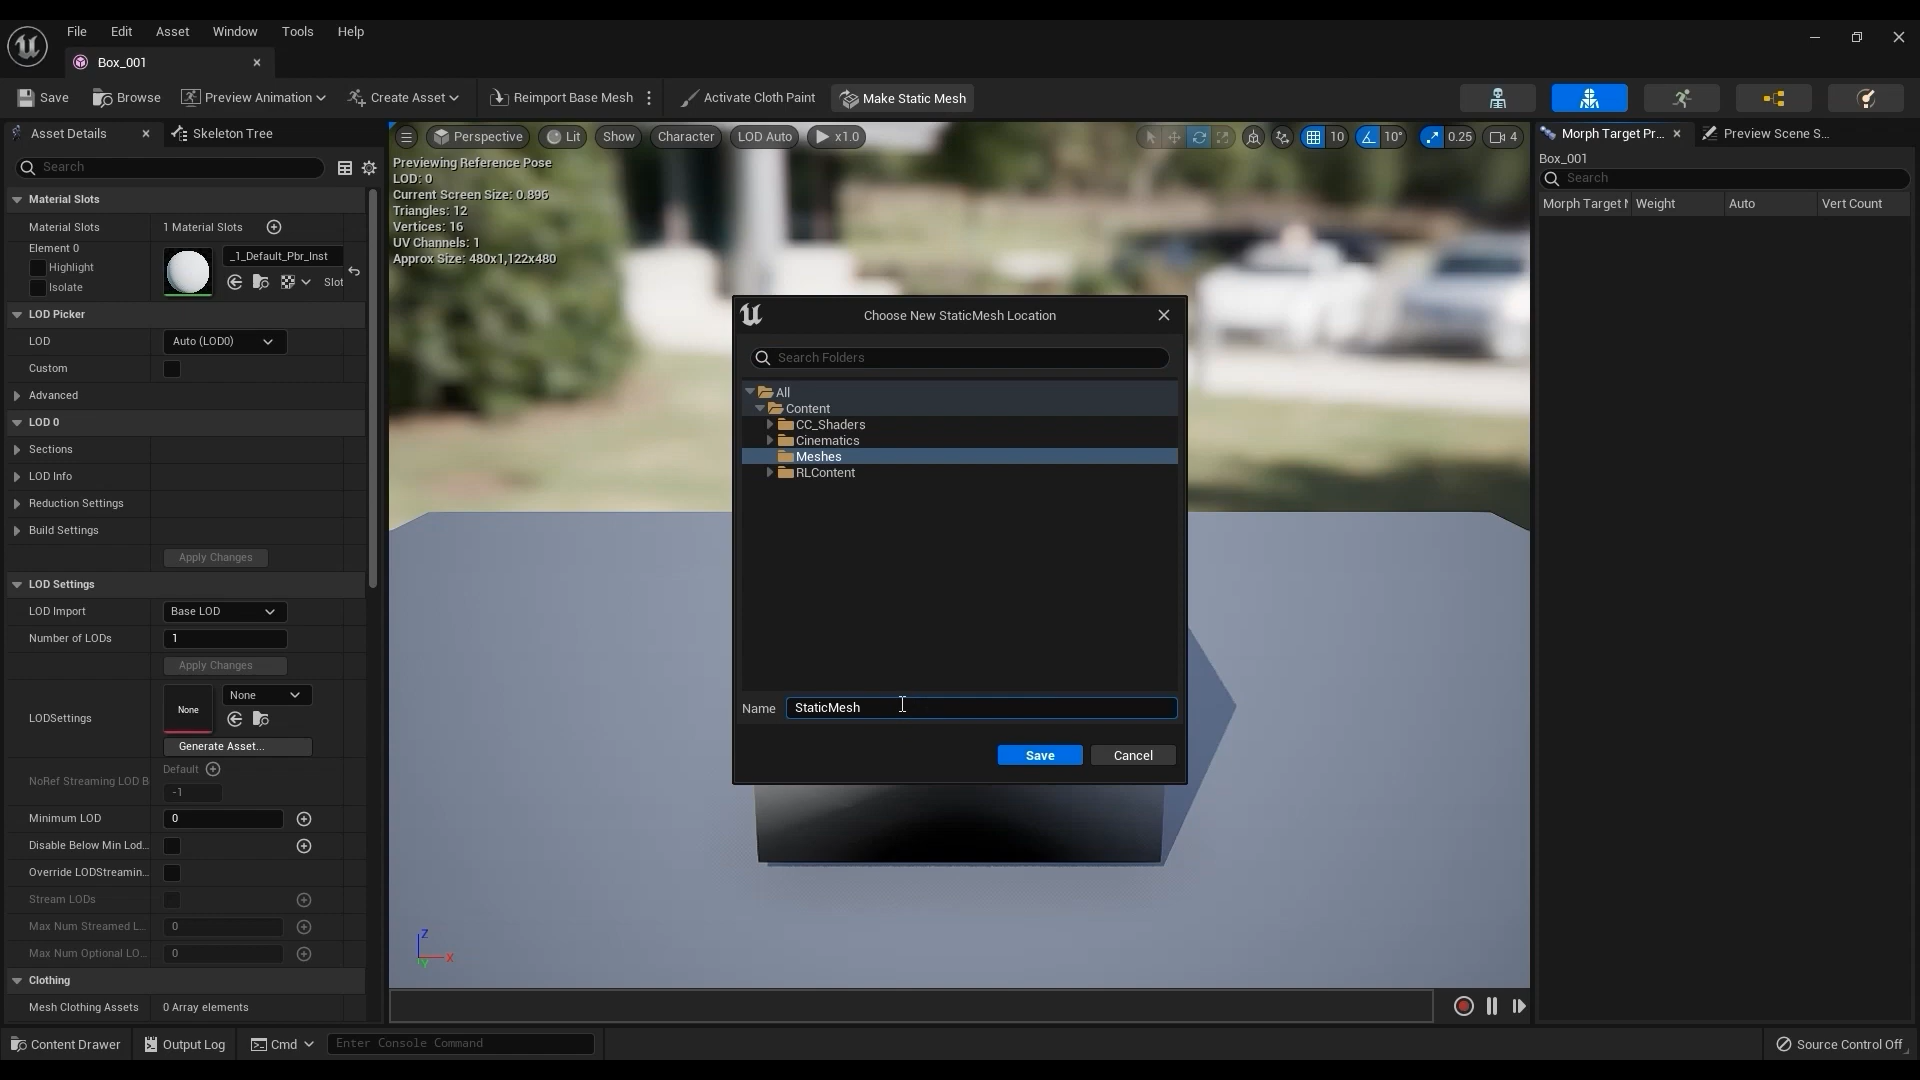 File Edit Asset Window Tools Help
Box_001
Save Browse Preview Animation Create Asset Reimport Base Mesh Activate Cloth Paint Make Static Mesh
Asset Details Skeleton Tree
Search
Material Slots
Material Slots 1 Material Slots
Element 0
Highlight
Isolate
_1_Default_Pbr_Inst
Slot
LOD Picker
LOD Auto (LOD0)
Custom
Advanced
LOD 0
Sections
LOD Info
Reduction Settings
Build Settings
Apply Changes
LOD Settings
LOD Import Base LOD
Number of LODs 1
Apply Changes
LODSettings None None
Generate Asset...
NoRef Streaming LOD B Default
-1
Minimum LOD 0
Disable Below Min Lod...
Override LODStreamin...
Stream LODs
Max Num Streamed L... 0
Max Num Optional LO... 0
Clothing
Mesh Clothing Assets 0 Array elements
Perspective Lit Show Character LOD Auto x1.0 10 10° 0.25 4
Previewing Reference Pose
LOD: 0
Current Screen Size: 0.896
Triangles: 12
Vertices: 16
UV Channels: 1
Approx Size: 480x1,122x480
Choose New StaticMesh Location
Search Folders
All
Content
CC_Shaders
Cinematics
Meshes
RLContent
Name StaticMesh
Save Cancel
Z
X
Y
Morph Target Pr... Preview Scene S...
Box_001
Search
Morph Target N Weight Auto Vert Count
Content Drawer Output Log Cmd Enter Console Command Source Control Off